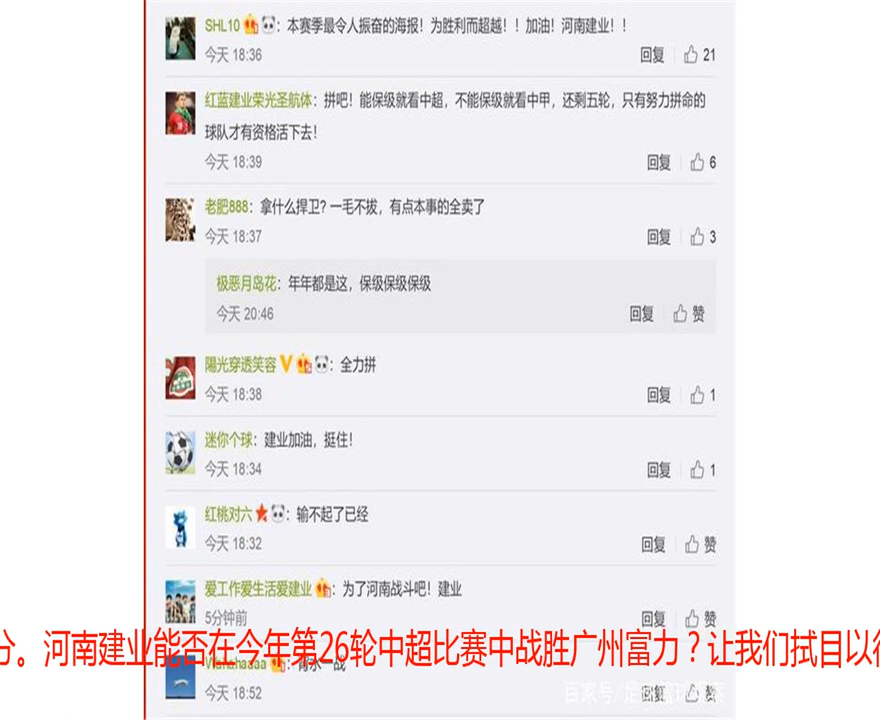 SHL10：本赛季最令人振奋的海报！为胜利而超越！！加油！河南建业！！
今天 18:36
回复 21
红蓝建业荣光圣航体：拼吧！能保级就看中超，不能保级就看中甲，还剩五轮，只有努力拼命的
球队才有资格活下去！
今天 18:39
回复 6
老肥888：拿什么捍卫？一毛不拔，有点本事的全卖了
今天 18:37
回复 3
极恶月岛花：年年都是这，保级保级保级
今天 20:46
回复 赞
陽光穿透笑容：全力拼
今天 18:38
回复 1
迷你个球：建业加油，挺住！
今天 18:34
回复 1
红桃对六：输不起了已经
今天 18:32
回复 赞
爱工作爱生活爱建业：为了河南战斗吧！建业
5分钟前
回复 赞
分。河南建业能否在今年第26轮中超比赛中战胜广州富力？让我们拭目以待
背水一战
今天 18:52
回复 赞
百家号